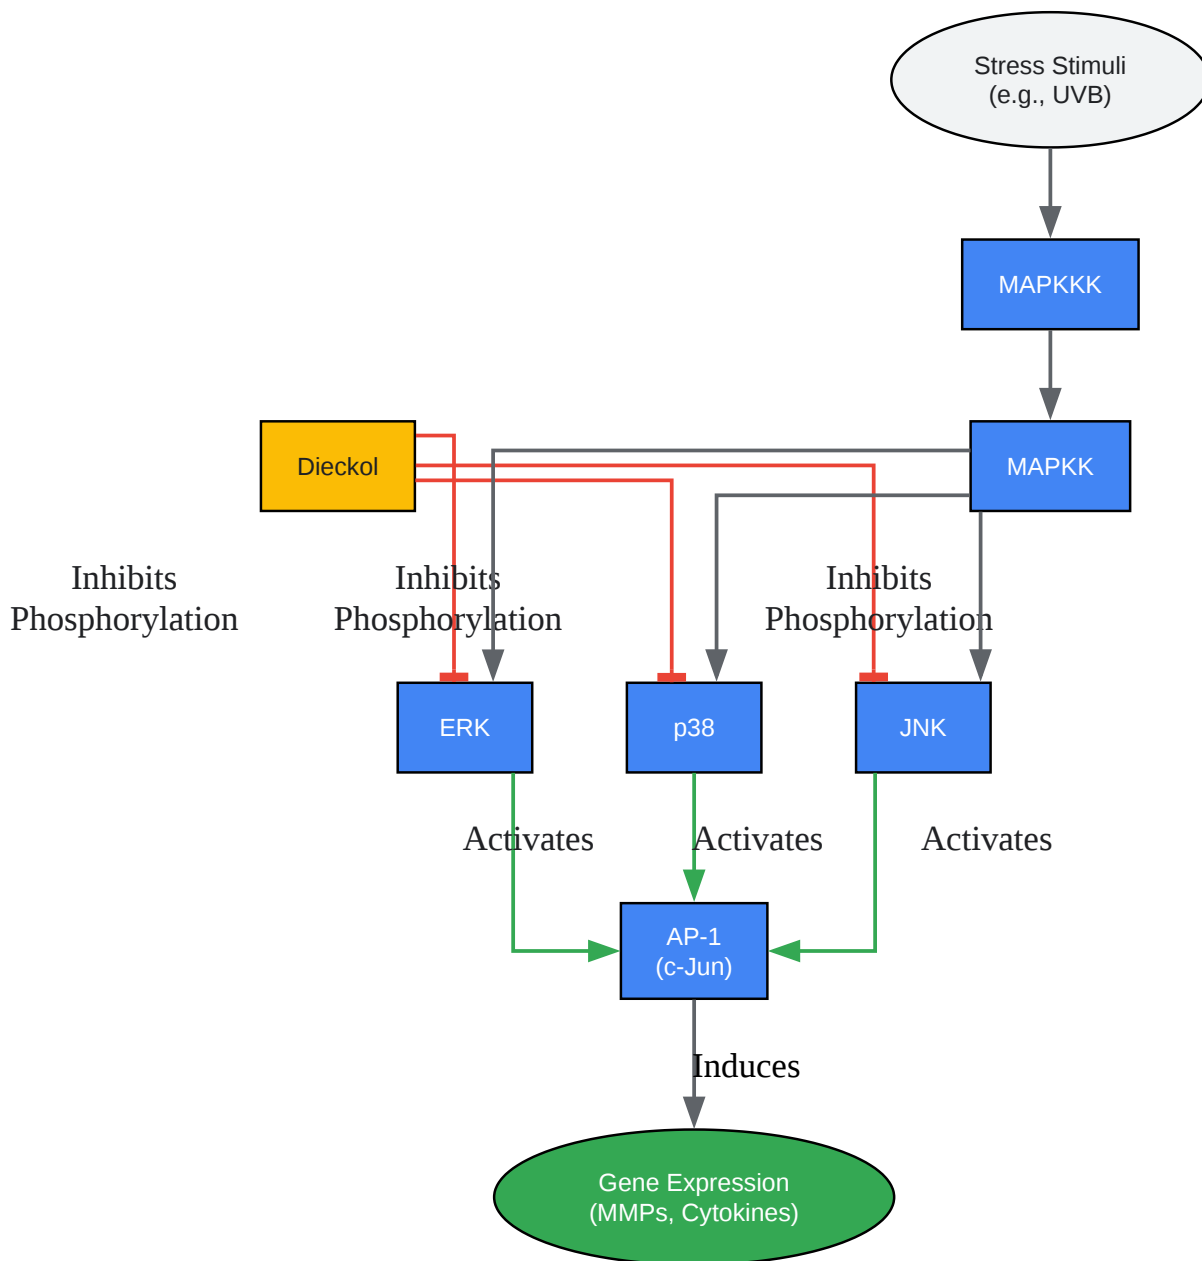 Stress Stimuli
(e.g., UVB)
MAPKKK
Dieckol
MAPKK
Inhibits
Phosphorylation
Inhibits
Phosphorylation
Inhibits
Phosphorylation
ERK
p38
JNK
Activates
Activates
Activates
AP-1
(c-Jun)
Induces
Gene Expression
(MMPs, Cytokines)